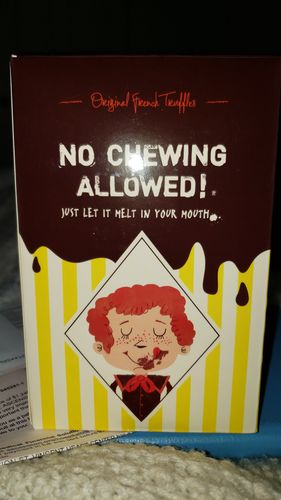 Original French Truffles
NO CHEWING
ALLOWED!
JUST LET IT MELT IN YOUR MOUTH...